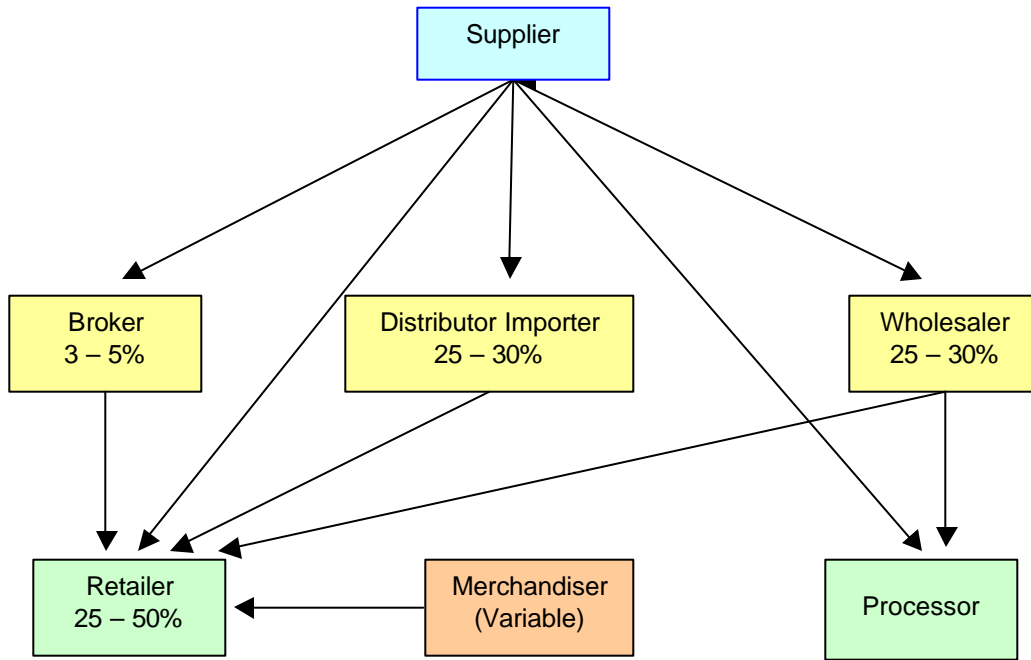 Supplier
Broker
3 – 5%
Distributor Importer
25 – 30%
Wholesaler
25 – 30%
Retailer
25 – 50%
Merchandiser
(Variable)
Processor